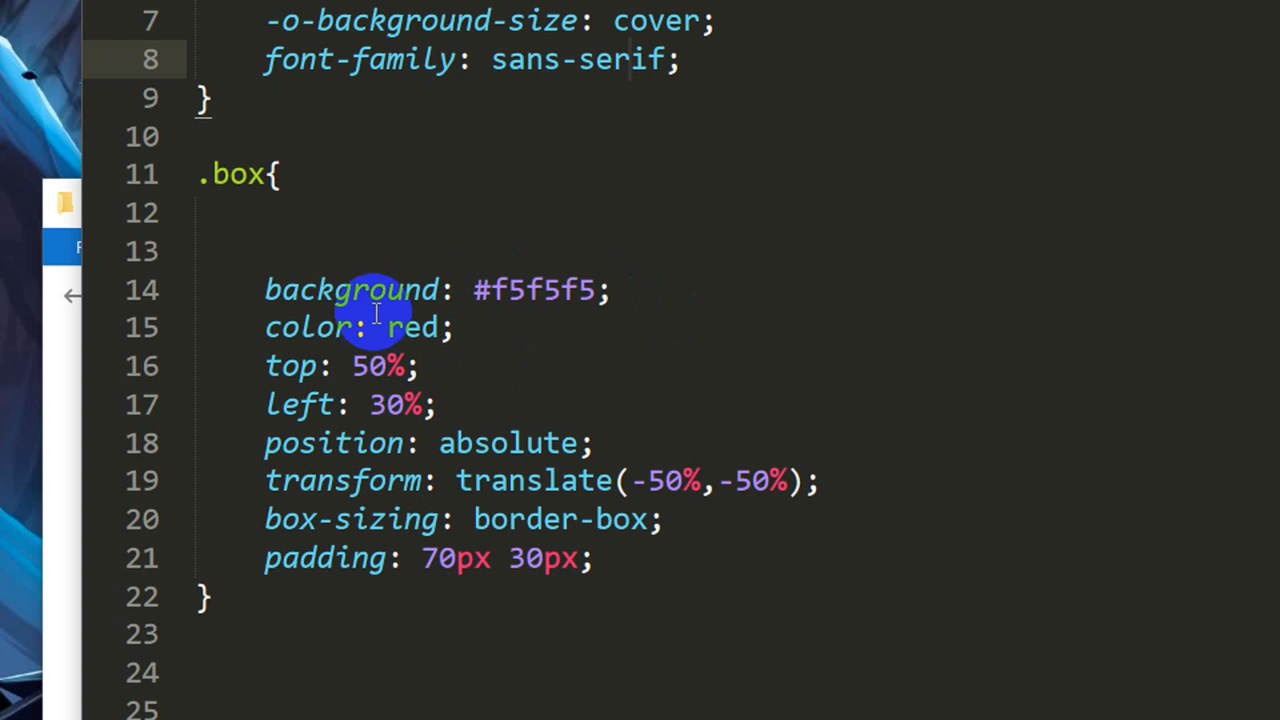 7 -o-background-size: cover;
8 font-family: sans-serif;
9 }
10
11 .box{
12
13
14 background: #f5f5f5;
15 color: red;
16 top: 50%;
17 left: 30%;
18 position: absolute;
19 transform: translate(-50%,-50%);
20 box-sizing: border-box;
21 padding: 70px 30px;
22 }
23
24
25